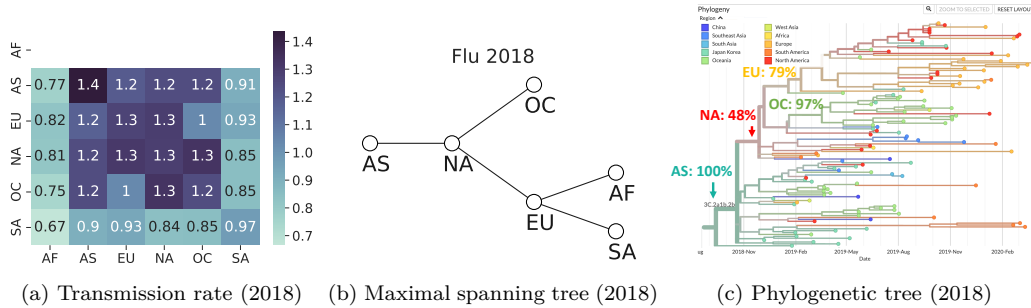 AF
AS
EU
NA
OC
SA
0.77 1.4 1.2 1.2 1.2 0.91
0.82 1.2 1.3 1.3 1 0.93
0.81 1.2 1.3 1.3 1.3 0.85
0.75 1.2 1 1.3 1.2 0.85
0.67 0.9 0.93 0.84 0.85 0.97
AF AS EU NA OC SA
1.4
1.3
1.2
1.1
1.0
0.9
0.8
0.7
(a) Transmission rate (2018)
Flu 2018
OC
AS
NA
AF
EU
SA
(b) Maximal spanning tree (2018)
Phylogeny
ZOOM TO SELECTED
RESET LAYOU
Region
China
Southeast Asia
South Asia
Japan Korea
Oceania
West Asia
Africa
Europe
South America
North America
EU: 79%
OC: 97%
NA: 48%
AS: 100%
3C.2a1b.2b
ug 2018-Nov 2019-Feb 2019-May 2019-Aug 2019-Nov 2020-Feb
Date
(c) Phylogenetic tree (2018)